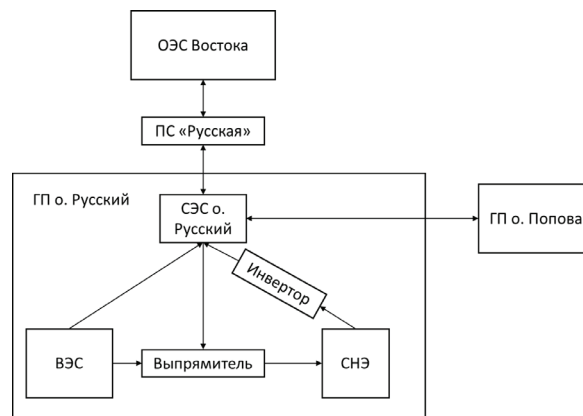 ОЭС Востока
ПС «Русская»
ГП о. Русский
СЭС о.
Русский
ГП о. Попова
Инвертор
ВЭС
Выпрямитель
СНЭ